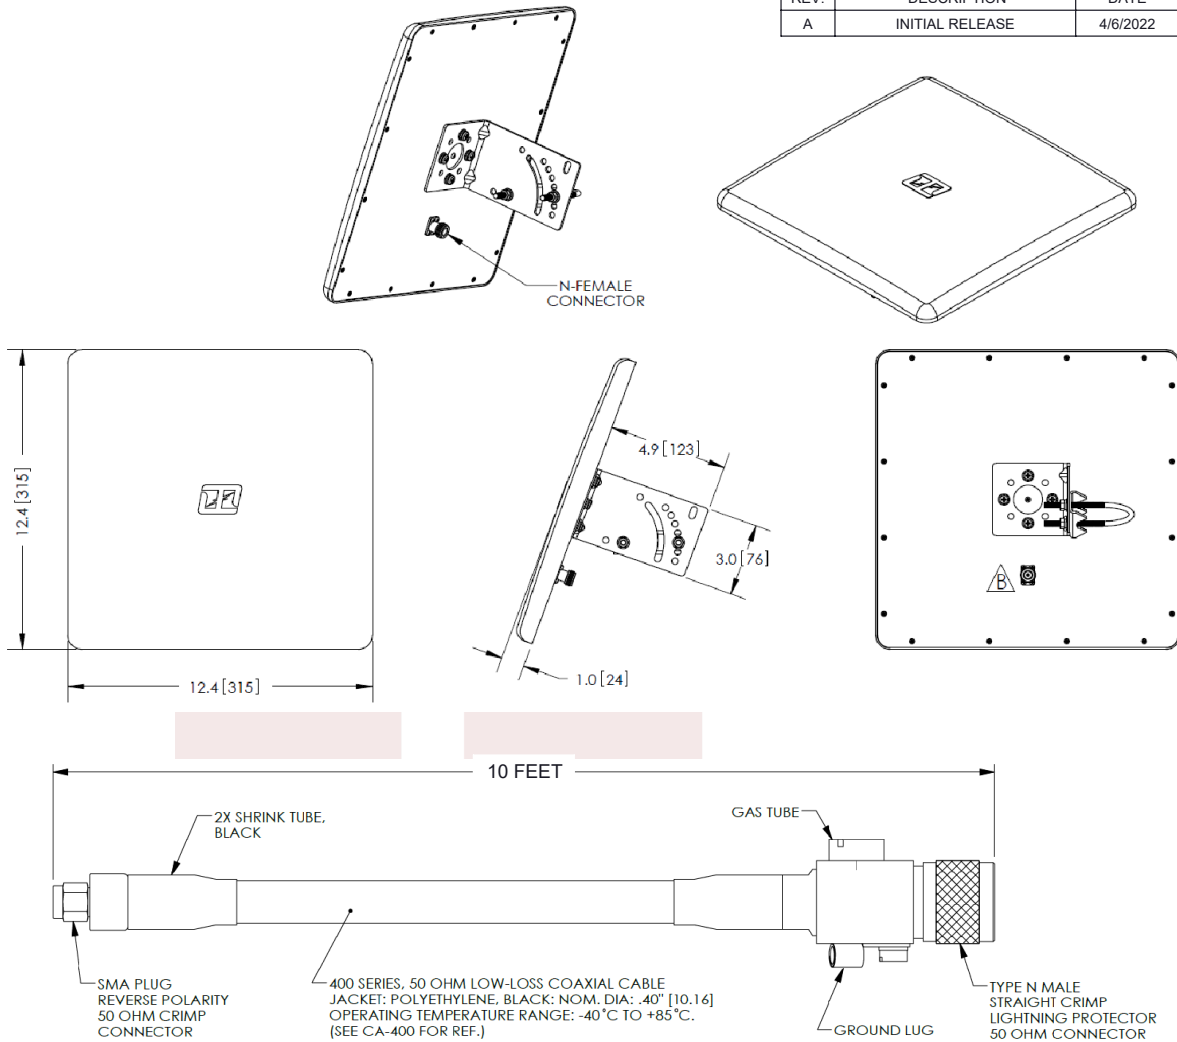 REV. DESCRIPTION DATE
A INITIAL RELEASE 4/6/2022
N-FEMALE
CONNECTOR
12.4 [315]
12.4 [315]
4.9 [123]
3.0 [76]
1.0 [24]
B
10 FEET
2X SHRINK TUBE,
BLACK
GAS TUBE
SMA PLUG
REVERSE POLARITY
50 OHM CRIMP
CONNECTOR
400 SERIES, 50 OHM LOW-LOSS COAXIAL CABLE
JACKET: POLYETHYLENE, BLACK: NOM. DIA: .40" [10.16]
OPERATING TEMPERATURE RANGE: -40°C TO +85°C.
(SEE CA-400 FOR REF.)
GROUND LUG
TYPE N MALE
STRAIGHT CRIMP
LIGHTNING PROTECTOR
50 OHM CONNECTOR